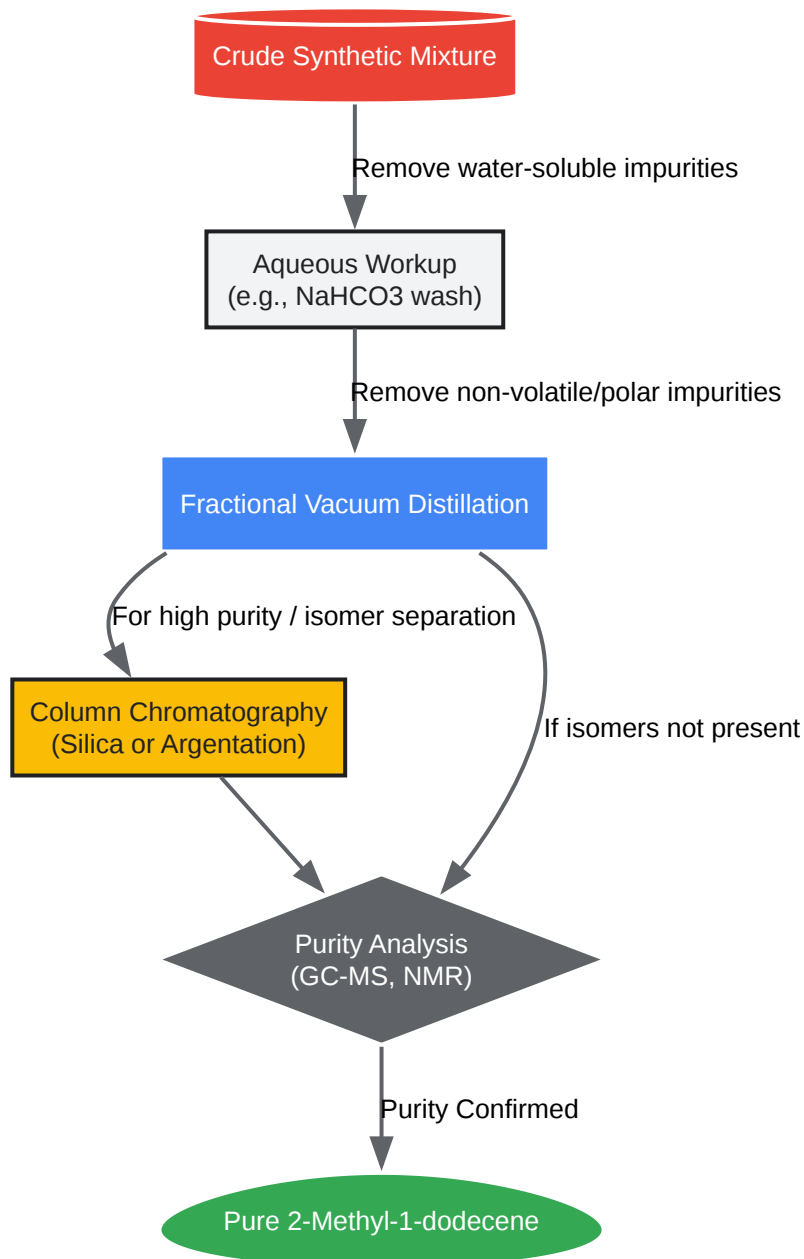 Crude Synthetic Mixture
Remove water-soluble impurities
Aqueous Workup
(e.g., NaHCO3 wash)
Remove non-volatile/polar impurities
Fractional Vacuum Distillation
For high purity / isomer separation
Column Chromatography
(Silica or Argentation)
If isomers not present
Purity Analysis
(GC-MS, NMR)
Purity Confirmed
Pure 2-Methyl-1-dodecene